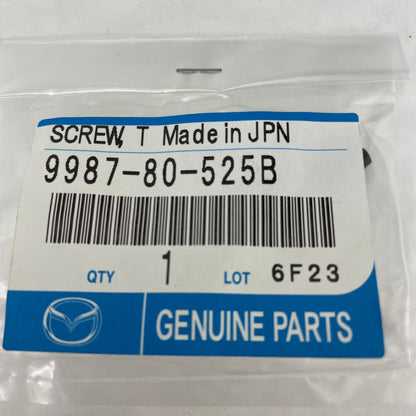 SCREW, T Made in JPN
9987-80-525B
QTY 1 LOT 6F23
GENUINE PARTS